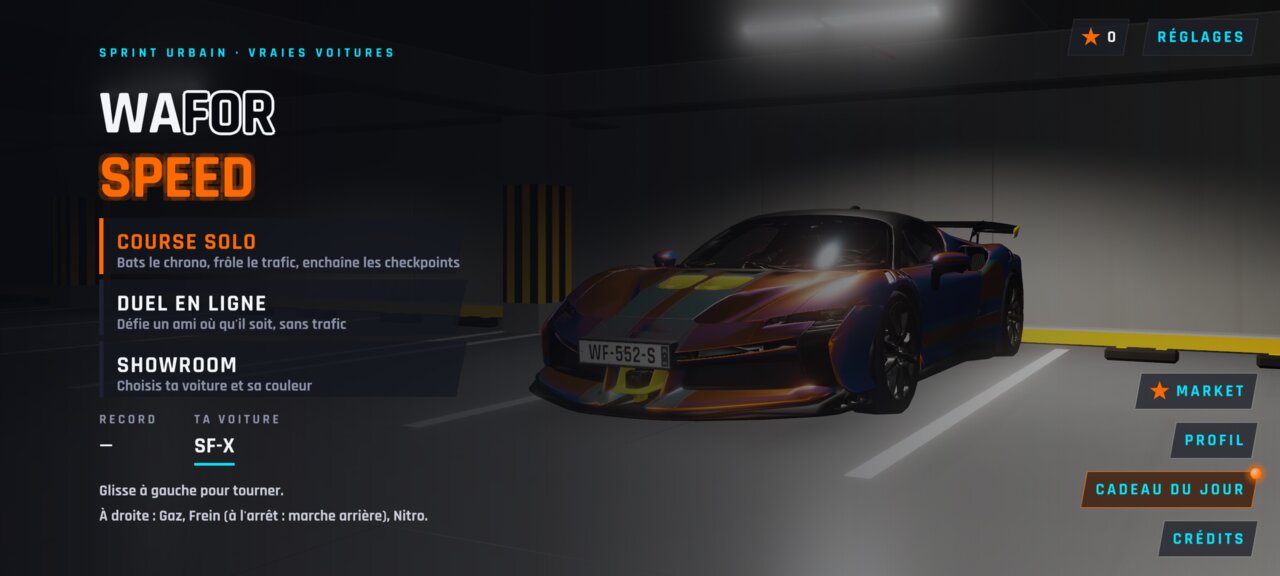 SPRINT URBAIN · VRAIES VOITURES
★ 0
RÉGLAGES
WAFOR
SPEED
COURSE SOLO
Bats le chrono, frôle le trafic, enchaîne les checkpoints
DUEL EN LIGNE
Défie un ami où qu'il soit, sans trafic
SHOWROOM
Choisis ta voiture et sa couleur
RECORD
—
TA VOITURE
SF-X
Glisse à gauche pour tourner.
À droite : Gaz, Frein (à l'arrêt : marche arrière), Nitro.
WF-552-S
★ MARKET
PROFIL
CADEAU DU JOUR
CRÉDITS